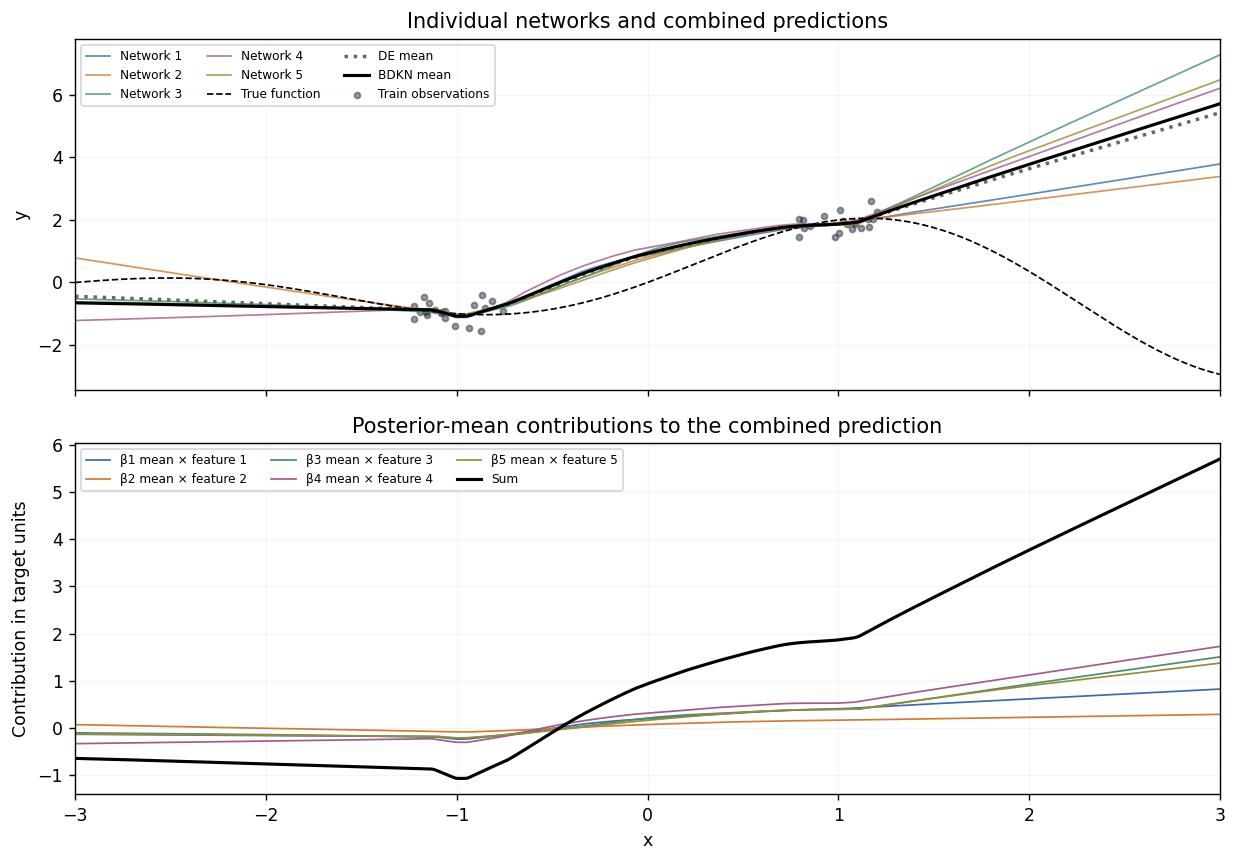 Individual networks and combined predictions
Network 1
Network 2
Network 3
Network 4
Network 5
True function
DE mean
BDKN mean
Train observations
6
4
2
0
−2
y
Posterior-mean contributions to the combined prediction
β1 mean × feature 1
β2 mean × feature 2
β3 mean × feature 3
β4 mean × feature 4
β5 mean × feature 5
Sum
6
5
4
3
2
1
0
−1
Contribution in target units
−3
−2
−1
0
1
2
3
x